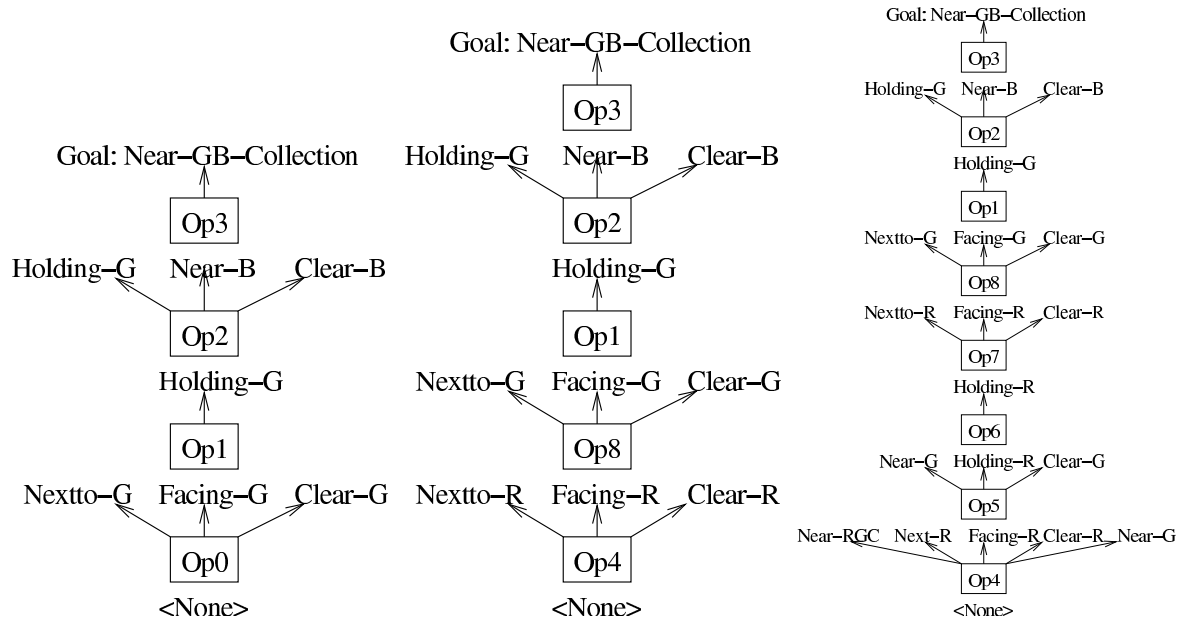 Goal: Near–GB–Collection
Op3
Holding–G Near–B Clear–B
Op2
Holding–G
Op1
Nextto–G Facing–G Clear–G
Op0
<None>
Goal: Near–GB–Collection
Op3
Holding–G Near–B Clear–B
Op2
Holding–G
Op1
Nextto–G Facing–G Clear–G
Op8
Nextto–R Facing–R Clear–R
Op4
<None>
Goal: Near–GB–Collection
Op3
Holding–G Near–B Clear–B
Op2
Holding–G
Op1
Nextto–G Facing–G Clear–G
Op8
Nextto–R Facing–R Clear–R
Op7
Holding–R
Op6
Near–G Holding–R Clear–G
Op5
Near–RGC Next–R Facing–R Clear–R Near–G
Op4
<None>